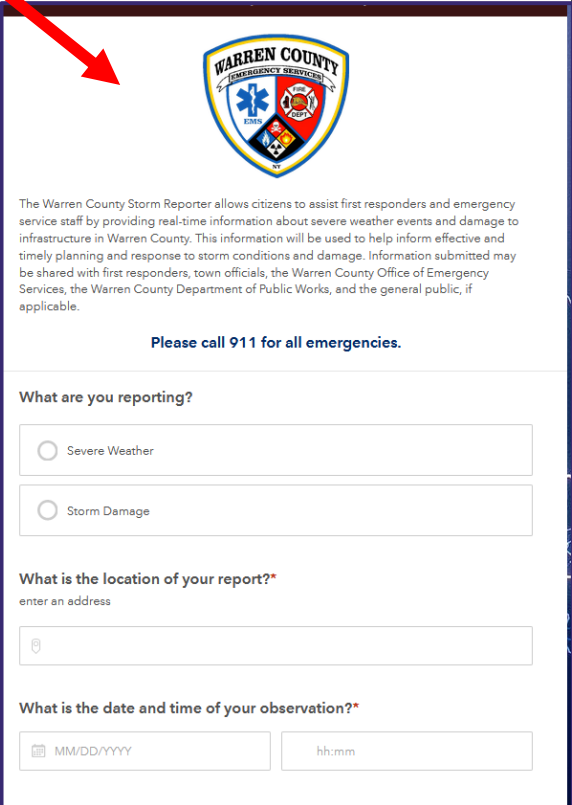 WARREN COUNTY
EMERGENCY SERVICES
EMS
FIRE
DEPT
NY
The Warren County Storm Reporter allows citizens to assist first responders and emergency
service staff by providing real-time information about severe weather events and damage to
infrastructure in Warren County. This information will be used to help inform effective and
timely planning and response to storm conditions and damage. Information submitted may
be shared with first responders, town officials, the Warren County Office of Emergency
Services, the Warren County Department of Public Works, and the general public, if
applicable.
Please call 911 for all emergencies.
What are you reporting?
Severe Weather
Storm Damage
What is the location of your report?*
enter an address
What is the date and time of your observation?*
MM/DD/YYYY hh:mm